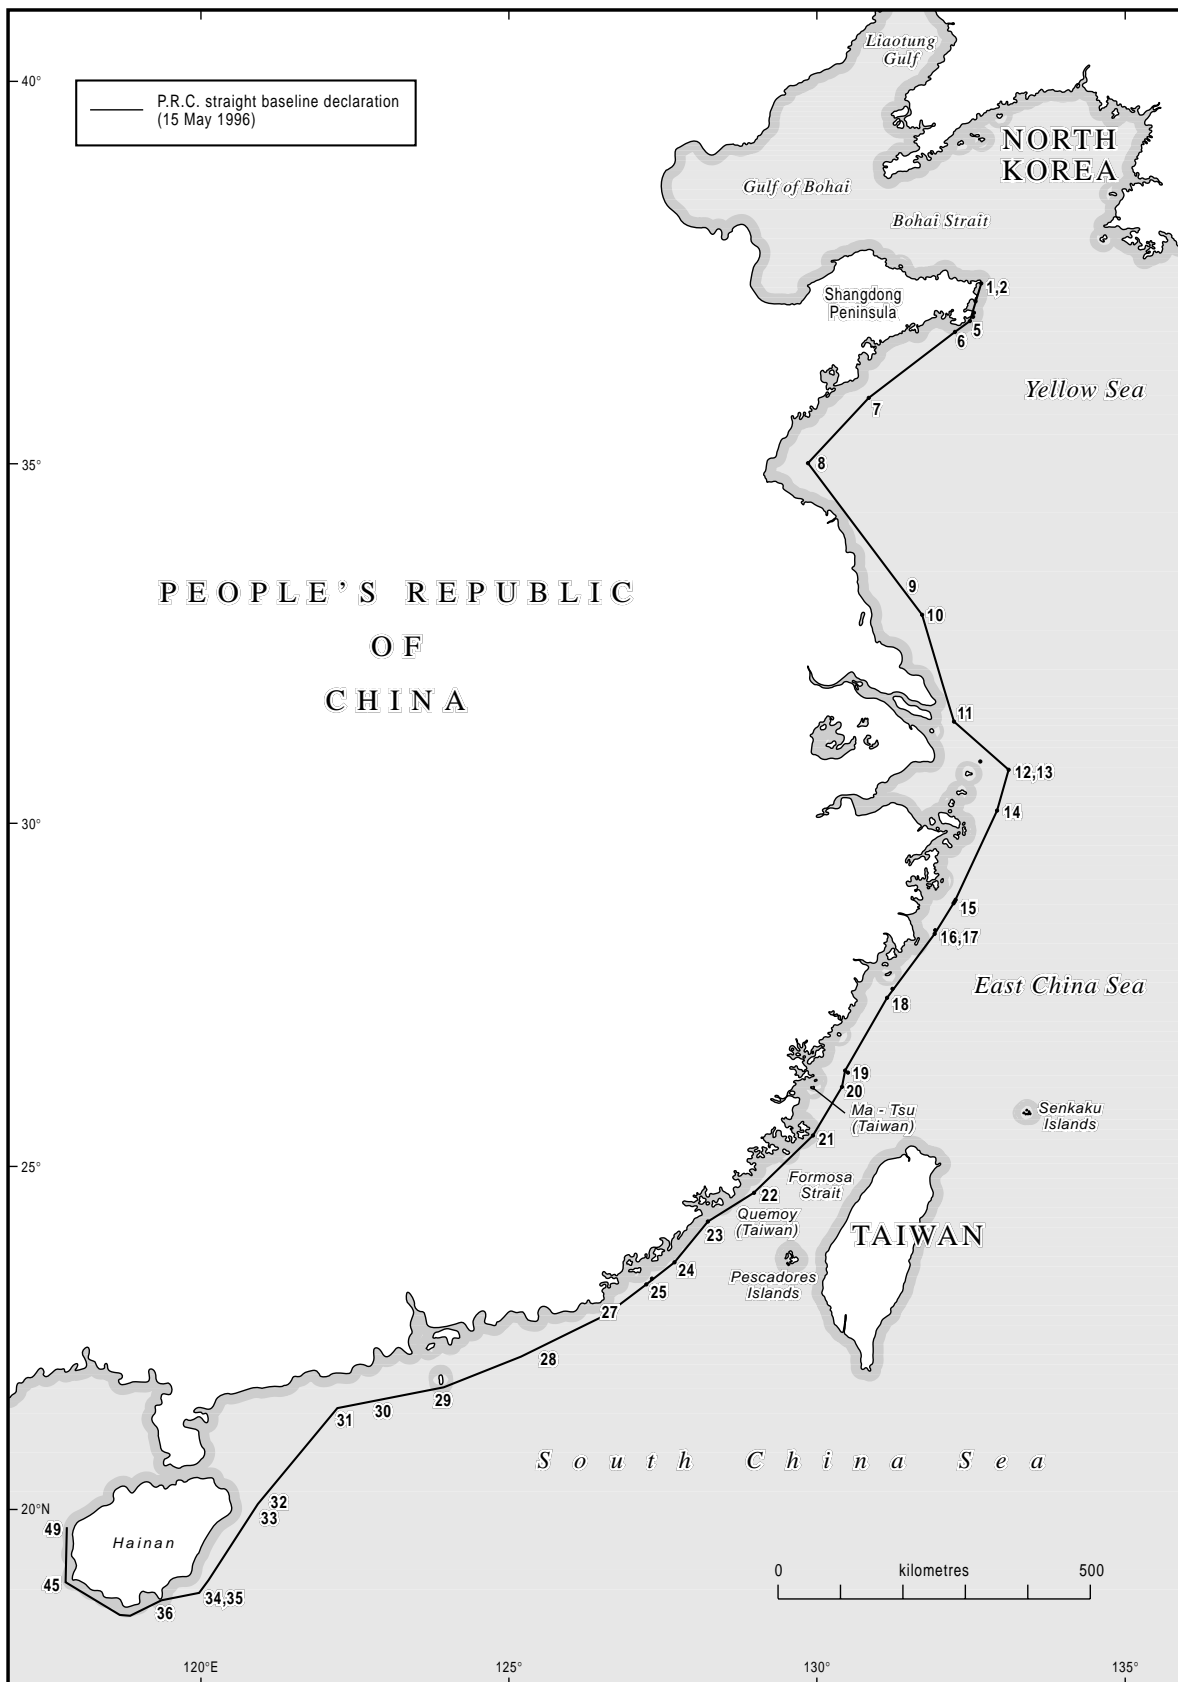 Liaotung
Gulf
40°
P.R.C. straight baseline declaration
(15 May 1996)
NORTH
KOREA
Gulf of Bohai
Bohai Strait
1,2
Shangdong
Peninsula
5
6
Yellow Sea
7
35°
8
9
10
PEOPLE'S REPUBLIC
OF
CHINA
11
12,13
14
30°
15
16,17
East China Sea
18
19
20
Ma - Tsu
(Taiwan)
Senkaku
Islands
21
25°
Formosa
Strait
22
Quemoy
(Taiwan)
23
TAIWAN
24
Pescadores
Islands
25
27
28
29
30
31
South China Sea
32
20°N
33
49
Hainan
45
34,35
36
0 kilometres 500
120°E 125° 130° 135°